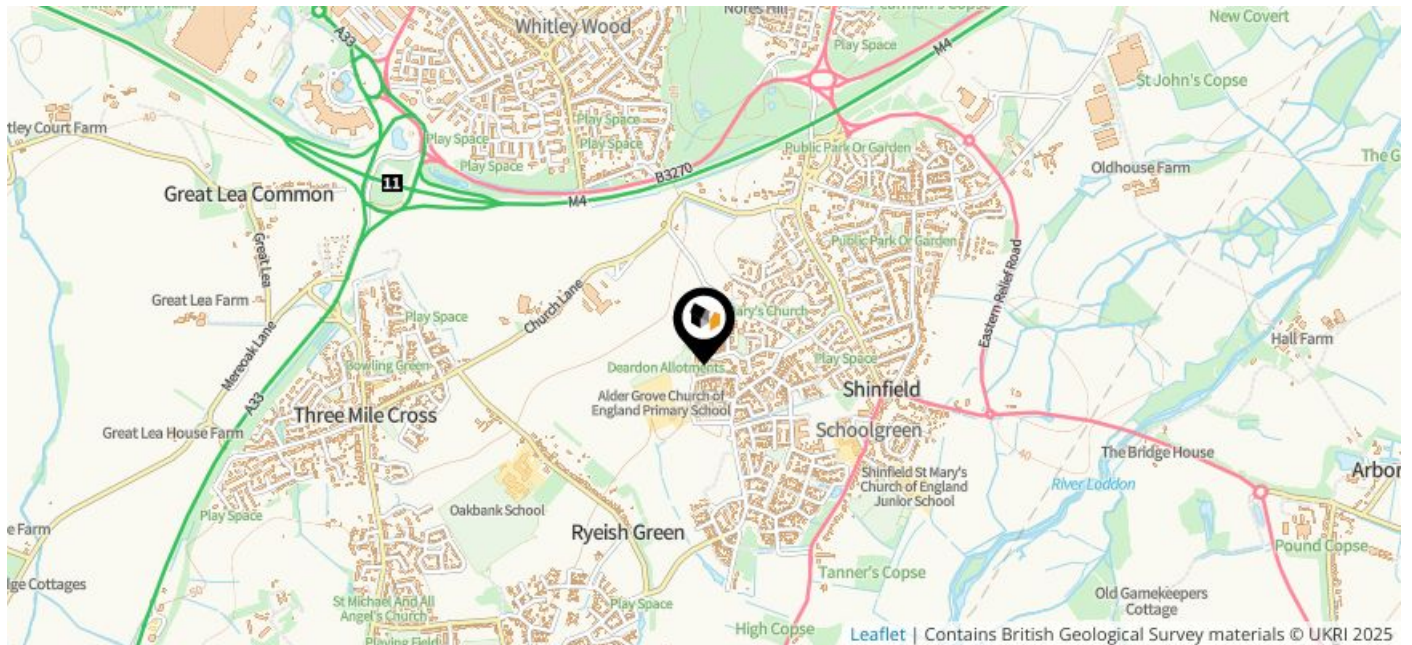 Whitley Wood
Nores Hill
Pearman's Copse
New Covert
A33
Play Space
M4
St John's Copse
Play Space
Play Space
Play Space
Play Space
Public Park Or Garden
tley Court Farm
Oldhouse Farm
The G
11
B3270
M4
Great Lea Common
Great Lea
Public Park Or Garden
Eastern Relief Road
Great Lea Farm
Church Lane
Play Space
Mary's Church
Hall Farm
Mereoak Lane
A33
Bowling Green
Deardon Allotments
Play Space
Alder Grove Church of
England Primary School
Shinfield
Three Mile Cross
Great Lea House Farm
Schoolgreen
The Bridge House
Arbor
Shinfield St Mary's
Church of England
Junior School
River Loddon
Play Space
Oakbank School
e Farm
Ryeish Green
Pound Copse
Tanner's Copse
dge Cottages
Old Gamekeepers
Cottage
St Michael And All
Angel's Church
Play Space
High Copse
Playing Field
Leaflet | Contains British Geological Survey materials © UKRI 2025